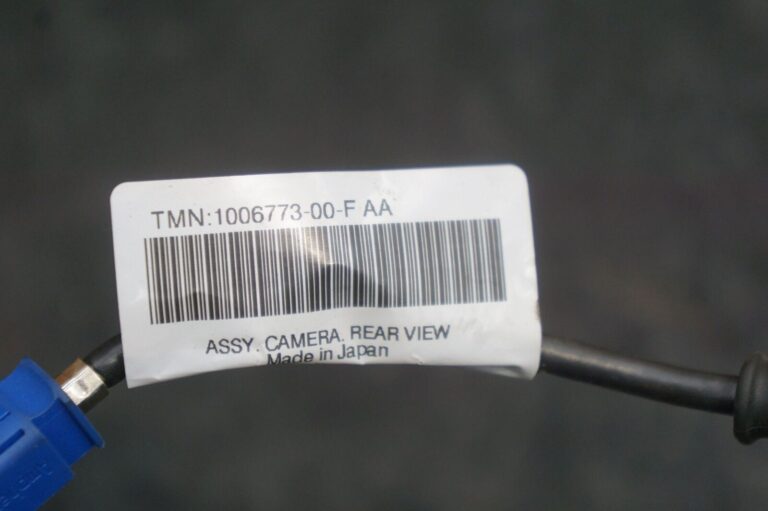 TMN:1006773-00-F AA
ASSY. CAMERA. REAR VIEW
Made in Japan